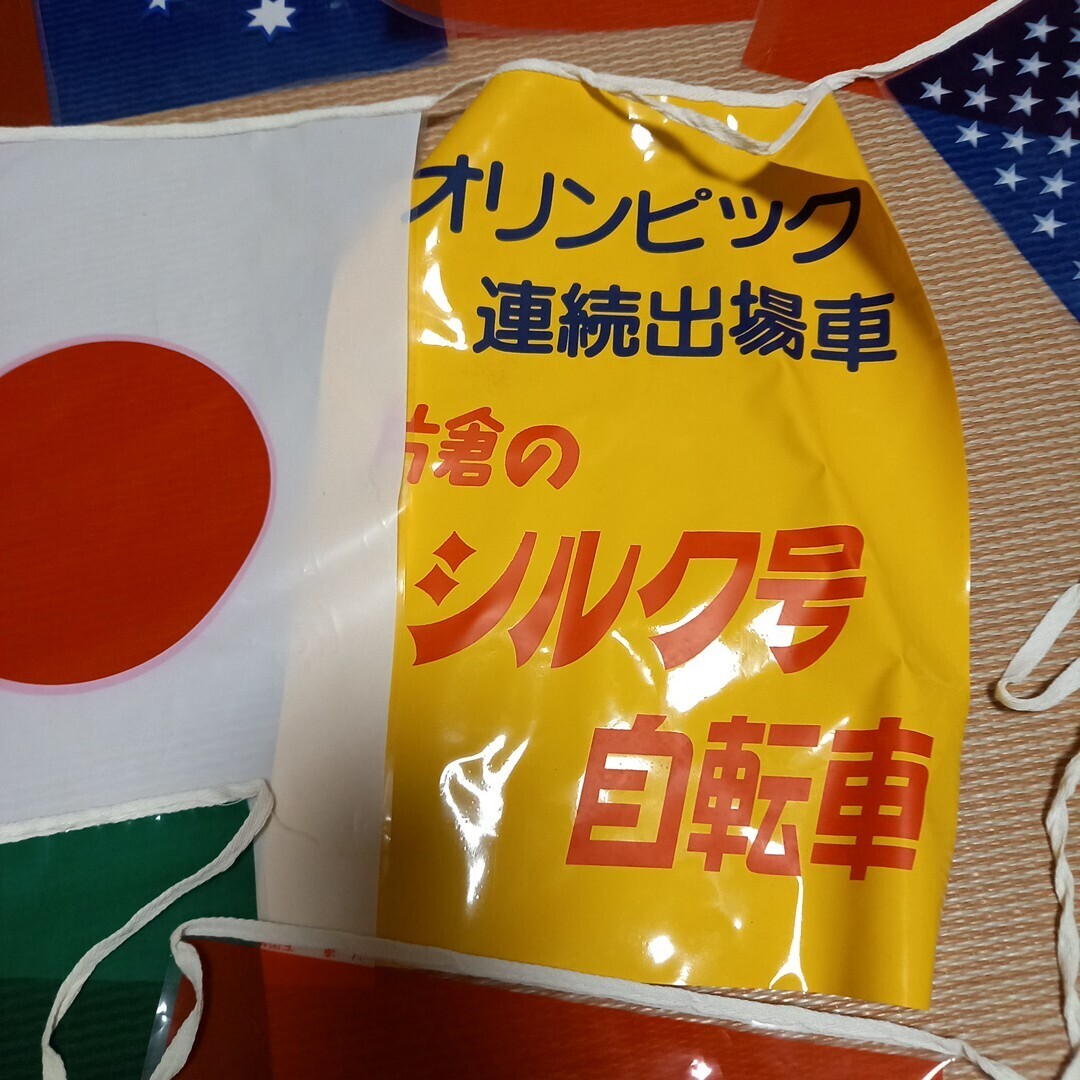 オリンピック
連続出場車
片倉の
シルク号
自転車